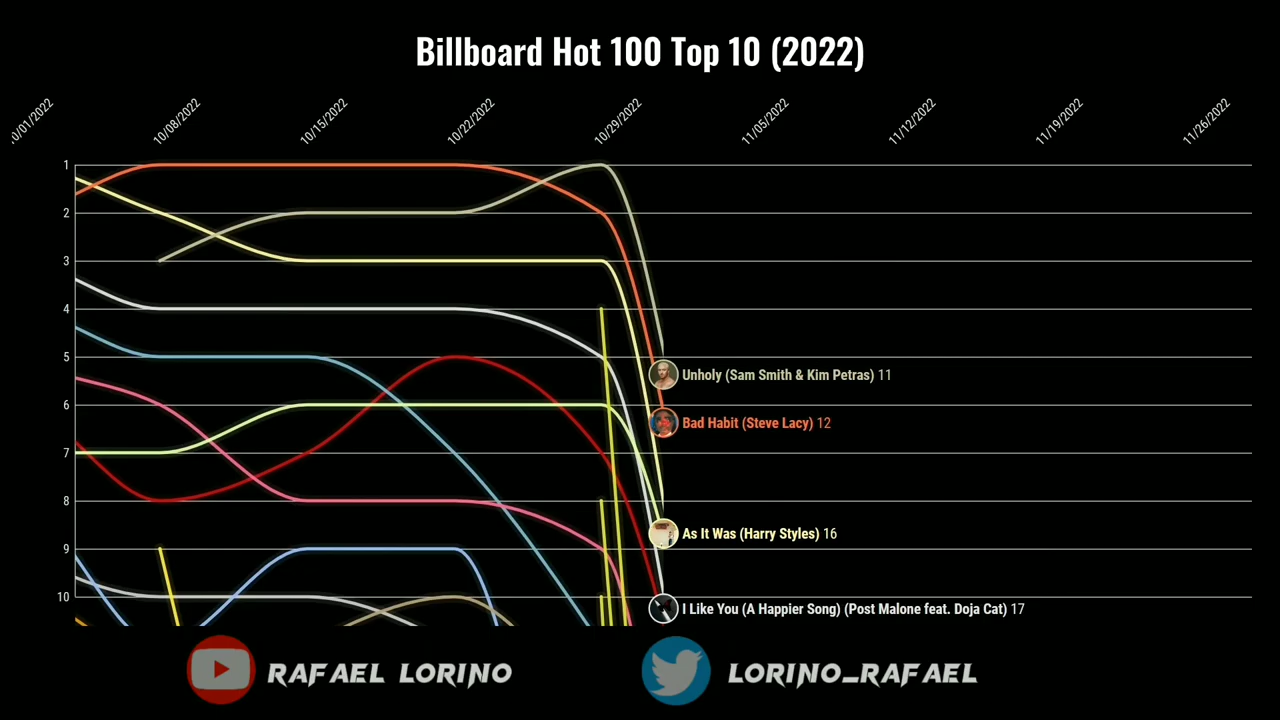 Billboard Hot 100 Top 10 (2022)
0/01/2022
10/08/2022
10/15/2022
10/22/2022
10/29/2022
11/05/2022
11/12/2022
11/19/2022
11/26/2022
1
2
3
4
5
Unholy (Sam Smith & Kim Petras) 11
6
Bad Habit (Steve Lacy) 12
7
8
As It Was (Harry Styles) 16
9
10
I Like You (A Happier Song) (Post Malone feat. Doja Cat) 17
RAFAEL LORINO
LORINO_RAFAEL